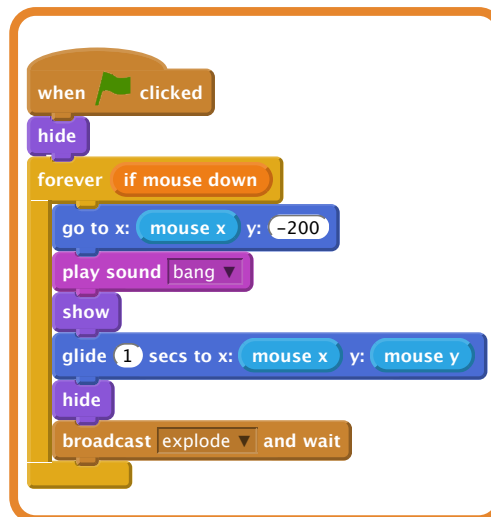 when clicked
hide
forever if mouse down
go to x: mouse x y: -200
play sound bang ▼
show
glide 1 secs to x: mouse x y: mouse y
hide
broadcast explode ▼ and wait